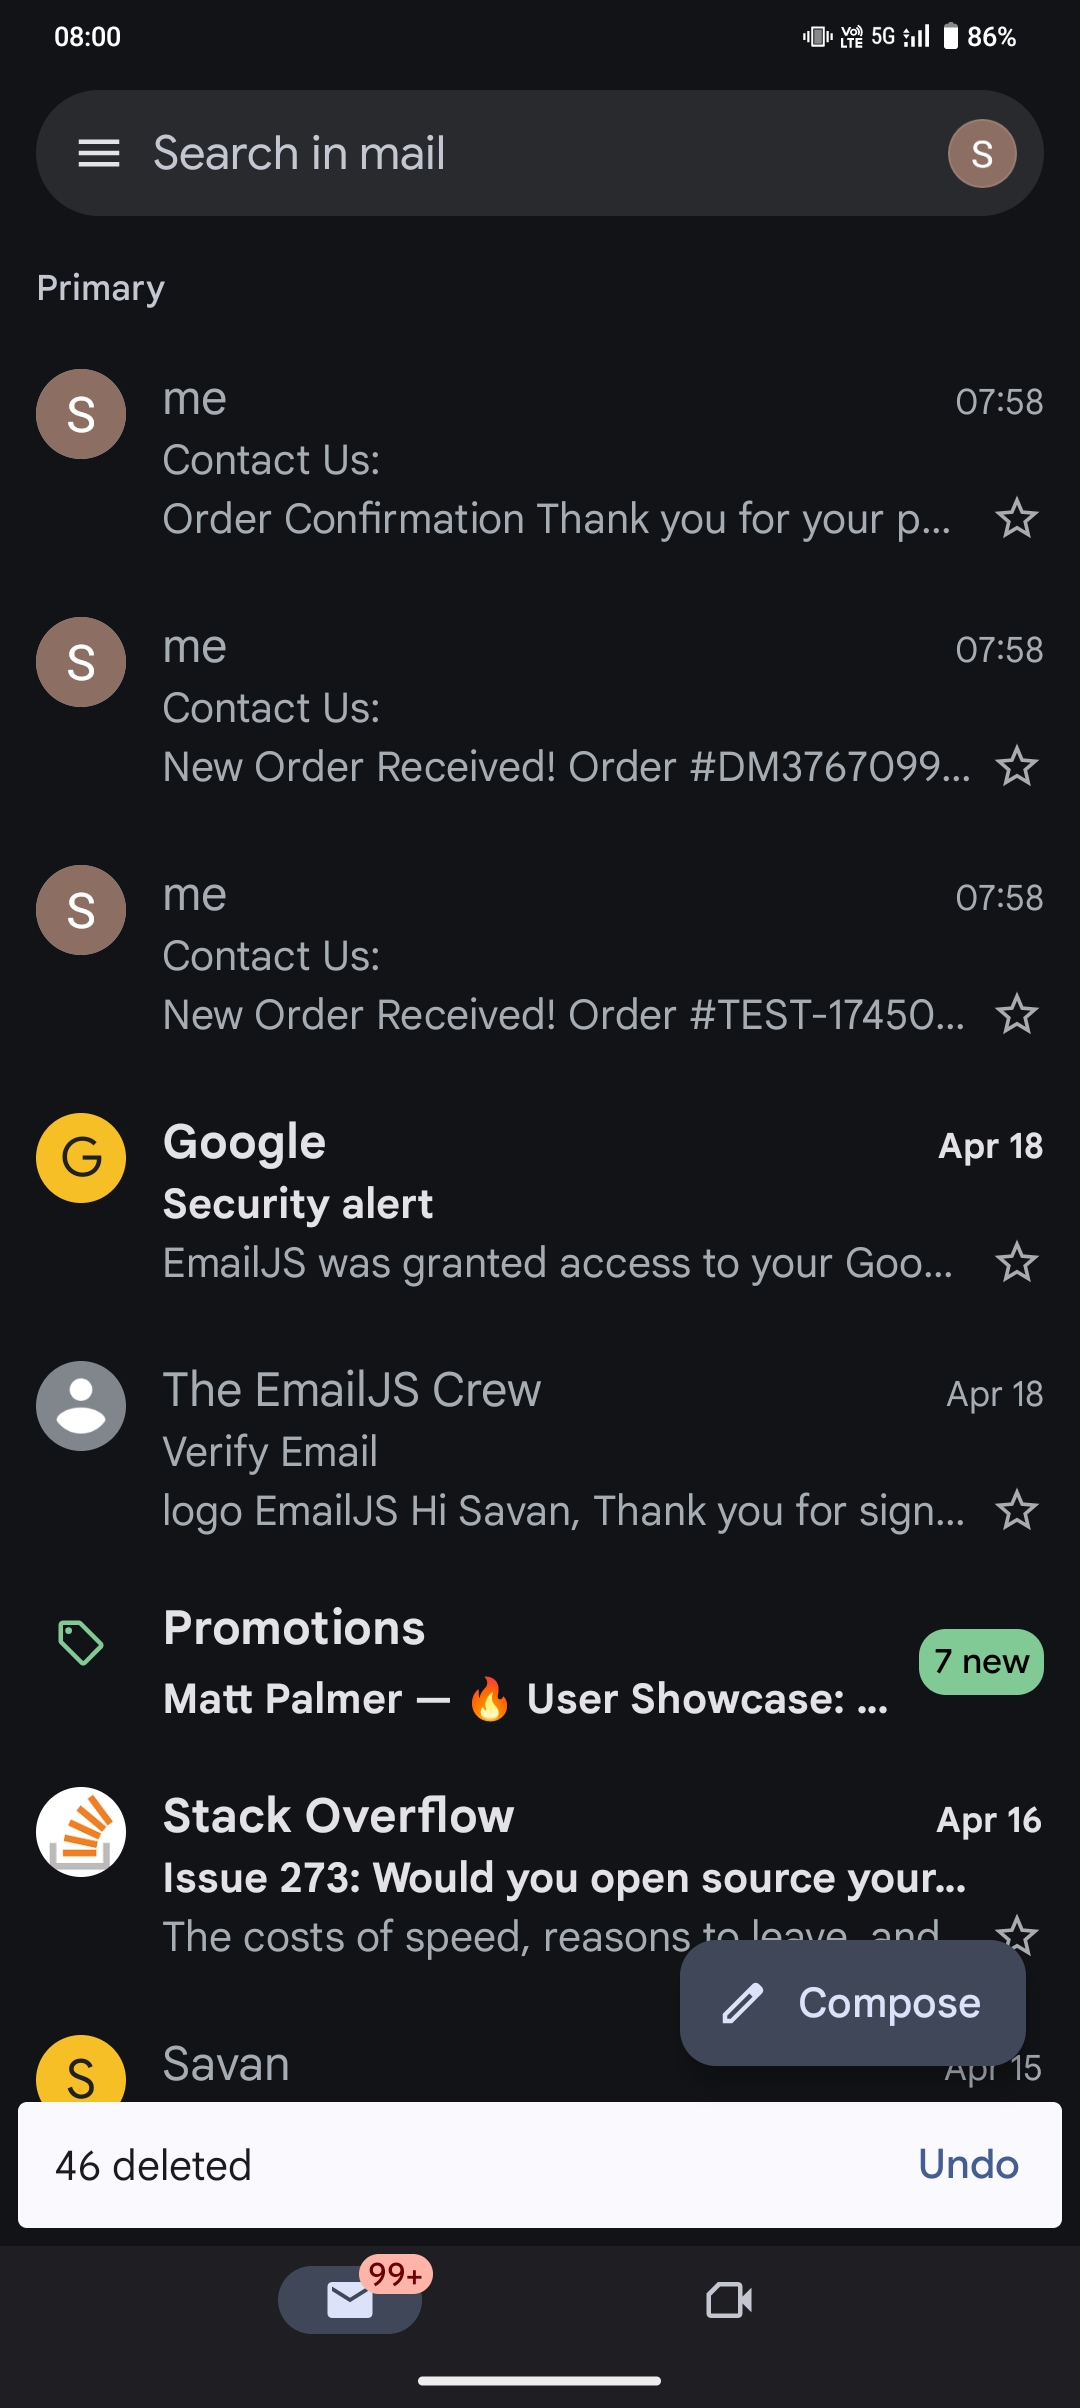 08:00 VoLTE 5G 86%
Search in mail S
Primary
S me 07:58
Contact Us:
Order Confirmation Thank you for your p...
S me 07:58
Contact Us:
New Order Received! Order #DM3767099...
S me 07:58
Contact Us:
New Order Received! Order #TEST-17450...
G Google Apr 18
Security alert
EmailJS was granted access to your Goo...
The EmailJS Crew Apr 18
Verify Email
logo EmailJS Hi Savan, Thank you for sign...
Promotions
7 new
Matt Palmer — 🔥 User Showcase: ...
Stack Overflow Apr 16
Issue 273: Would you open source your...
The costs of speed, reasons to leave, and
Compose
S Savan Apr 15
46 deleted Undo
99+